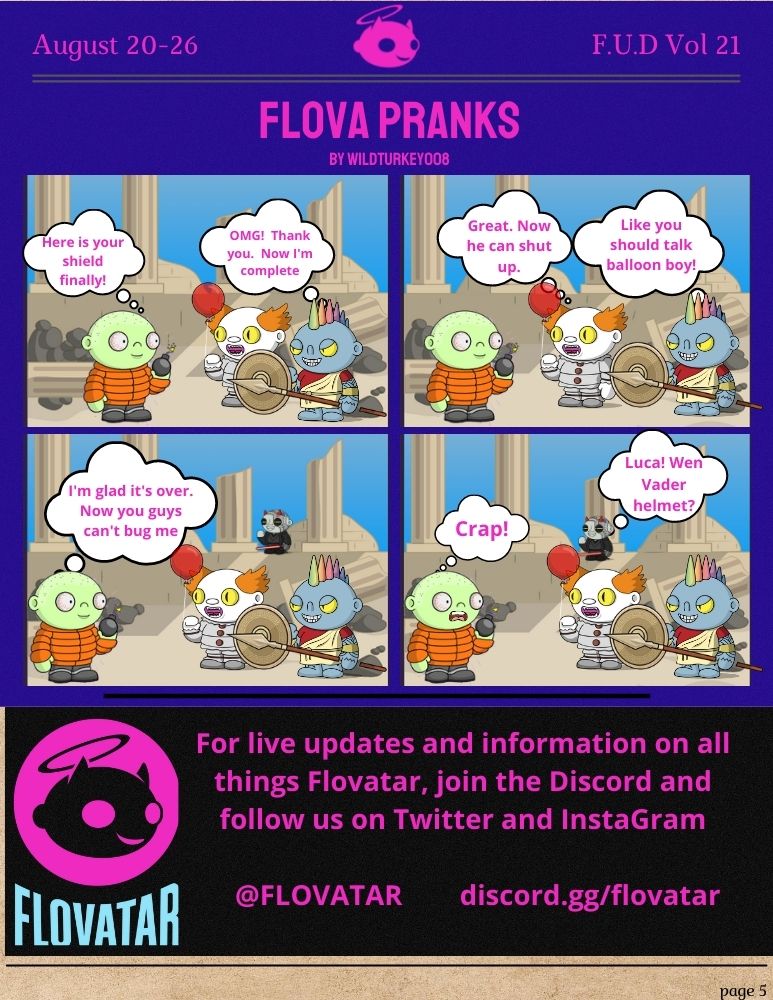 August 20-26
F.U.D Vol 21
FLOVA PRANKS
BY WILDTURKEY008
Here is your
shield
finally!
OMG! Thank
you. Now I'm
complete
Great. Now
he can shut
up.
Like you
should talk
balloon boy!
I'm glad it's over.
Now you guys
can't bug me
Crap!
Luca! Wen
Vader
helmet?
For live updates and information on all
things Flovatar, join the Discord and
follow us on Twitter and InstaGram
@FLOVATAR
discord.gg/flovatar
FLOVATAR
page 5